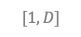 [1, D]